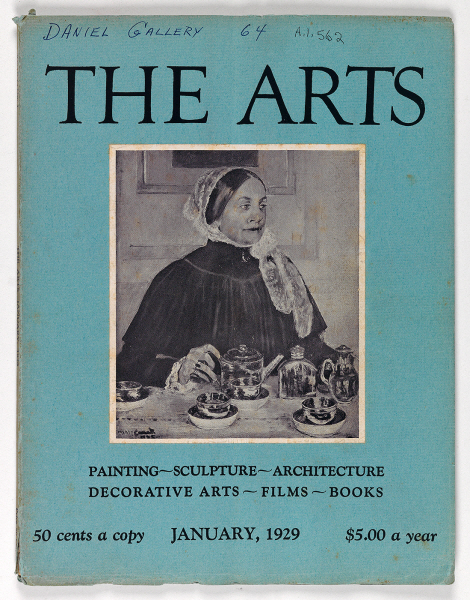 DANIEL GALLERY 64 A.1.562
THE ARTS
PAINTING~SCULPTURE~ARCHITECTURE
DECORATIVE ARTS ~ FILMS ~ BOOKS
50 cents a copy JANUARY, 1929 $5.00 a year